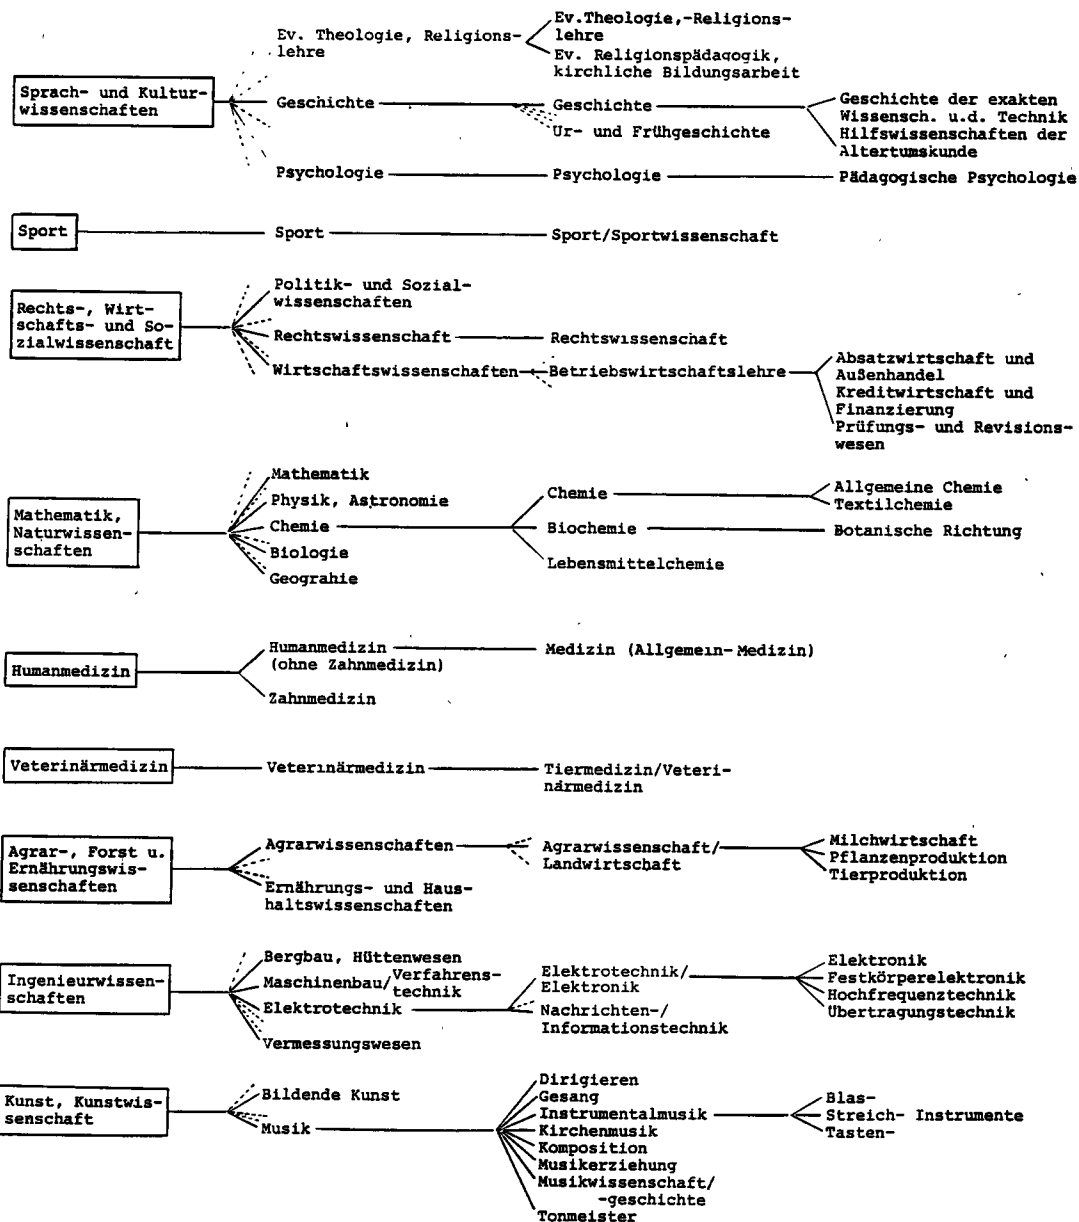 Ev. Theologie, Religions-
lehre
Ev.Theologie,-Religions-
lehre
Ev. Religionspädagogik,
kirchliche Bildungsarbeit
Sprach- und Kultur-
wissenschaften
Geschichte
Geschichte
Ur- und Frühgeschichte
Geschichte der exakten
Wissensch. u.d. Technik
Hilfswissenschaften der
Altertumskunde
Psychologie
Psychologie
Pädagogische Psychologie
Sport
Sport
Sport/Sportwissenschaft
Rechts-, Wirt-
schafts- und So-
zialwissenschaft
Politik- und Sozial-
wissenschaften
Rechtswissenschaft
Rechtswissenschaft
Wirtschaftswissenschaften
Betriebswirtschaftslehre
Absatzwirtschaft und
Außenhandel
Kreditwirtschaft und
Finanzierung
Prüfungs- und Revisions-
wesen
Mathematik,
Naturwissen-
schaften
Mathematik
Physik, Astronomie
Chemie
Biologie
Geograhie
Chemie
Biochemie
Lebensmittelchemie
Allgemeine Chemie
Textilchemie
Botanische Richtung
Humanmedizin
Humanmedizin
(ohne Zahnmedizin)
Zahnmedizin
Medizin (Allgemein-Medizin)
Veterinärmedizin
Veterinärmedizin
Tiermedizin/Veteri-
närmedizin
Agrar-, Forst u.
Ernährungswis-
senschaften
Agrarwissenschaften
Ernährungs- und Haus-
haltswissenschaften
Agrarwissenschaft/
Landwirtschaft
Milchwirtschaft
Pflanzenproduktion
Tierproduktion
Ingenieurwissen-
schaften
Bergbau, Hüttenwesen
Maschinenbau/Verfahrens-
technik
Elektrotechnik
Vermessungswesen
Elektrotechnik/
Elektronik
Nachrichten-/
Informationstechnik
Elektronik
Festkörperelektronik
Hochfrequenztechnik
Übertragungstechnik
Kunst, Kunstwis-
senschaft
Bildende Kunst
Musik
Dirigieren
Gesang
Instrumentalmusik
Kirchenmusik
Komposition
Musikerziehung
Musikwissenschaft/
-geschichte
Tonmeister
Blas-
Streich- Instrumente
Tasten-